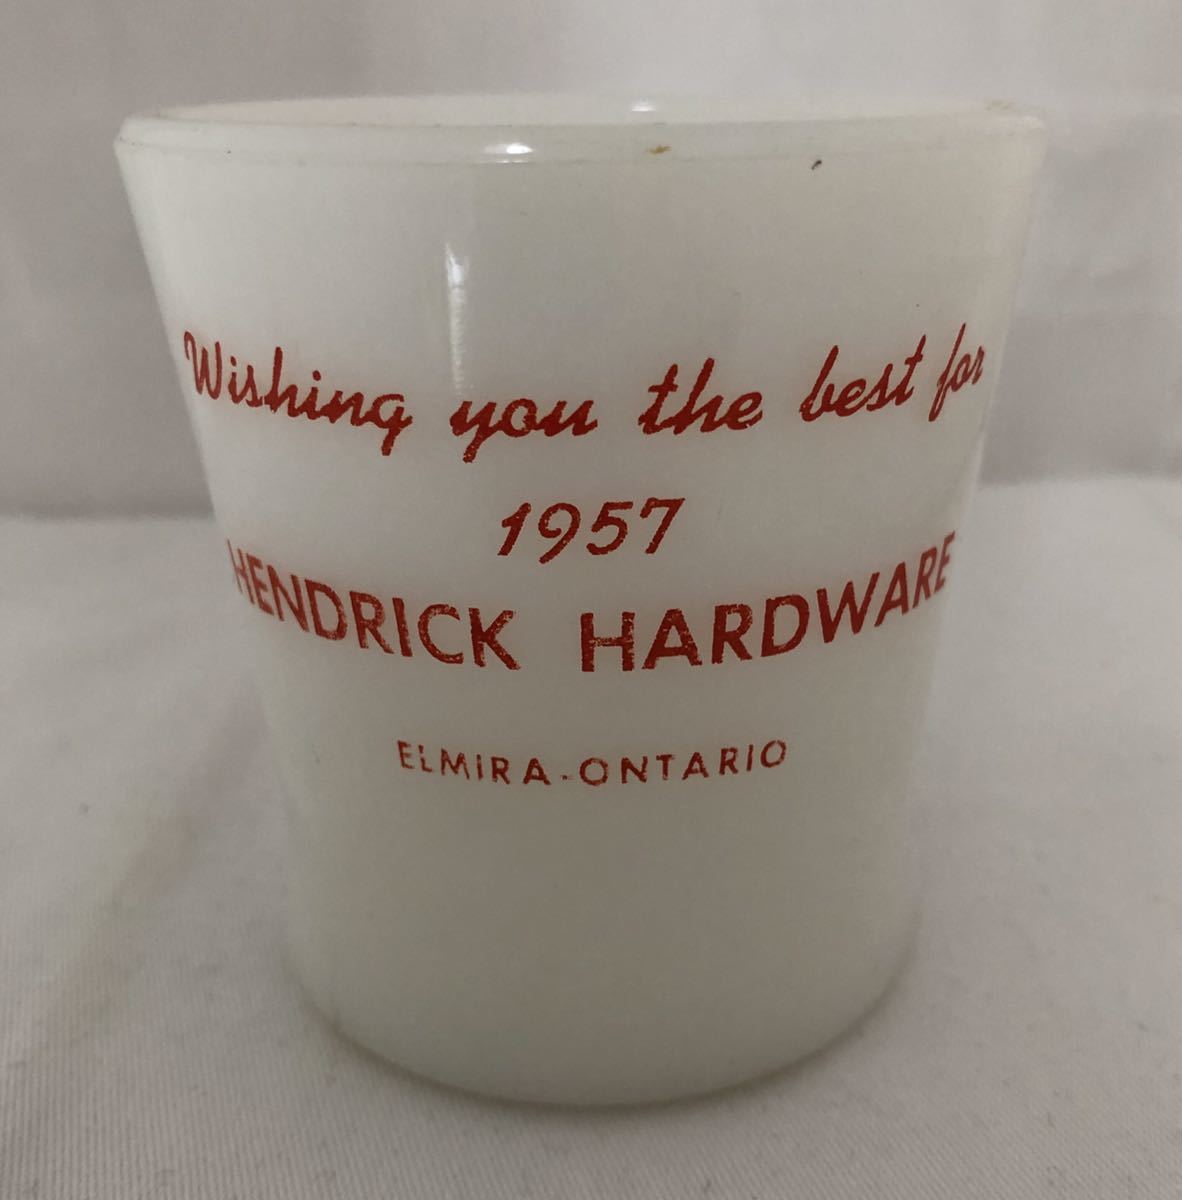 Wishing you the best for
1957
HENDRICK HARDWARE
ELMIRA-ONTARIO